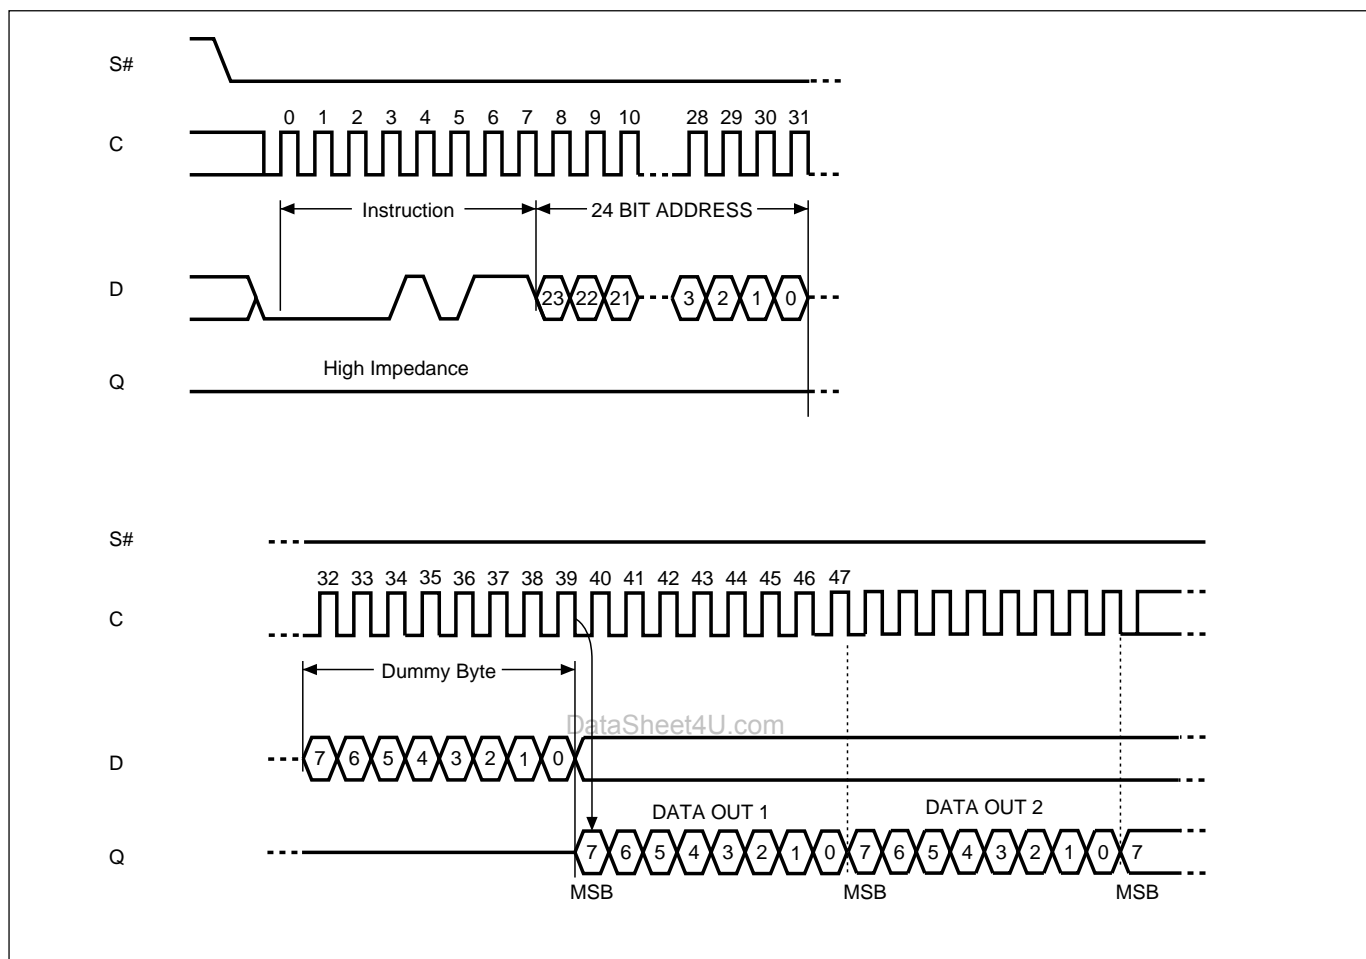 S#
0 1 2 3 4 5 6 7 8 9 10 28 29 30 31
C
Instruction 24 BIT ADDRESS
D
23 22 21 3 2 1 0
High Impedance
Q
S#
32 33 34 35 36 37 38 39 40 41 42 43 44 45 46 47
C
Dummy Byte
DataSheet4U.com
D
7 6 5 4 3 2 1 0
DATA OUT 1 DATA OUT 2
Q
7 6 5 4 3 2 1 0 7 6 5 4 3 2 1 0 7
MSB MSB MSB